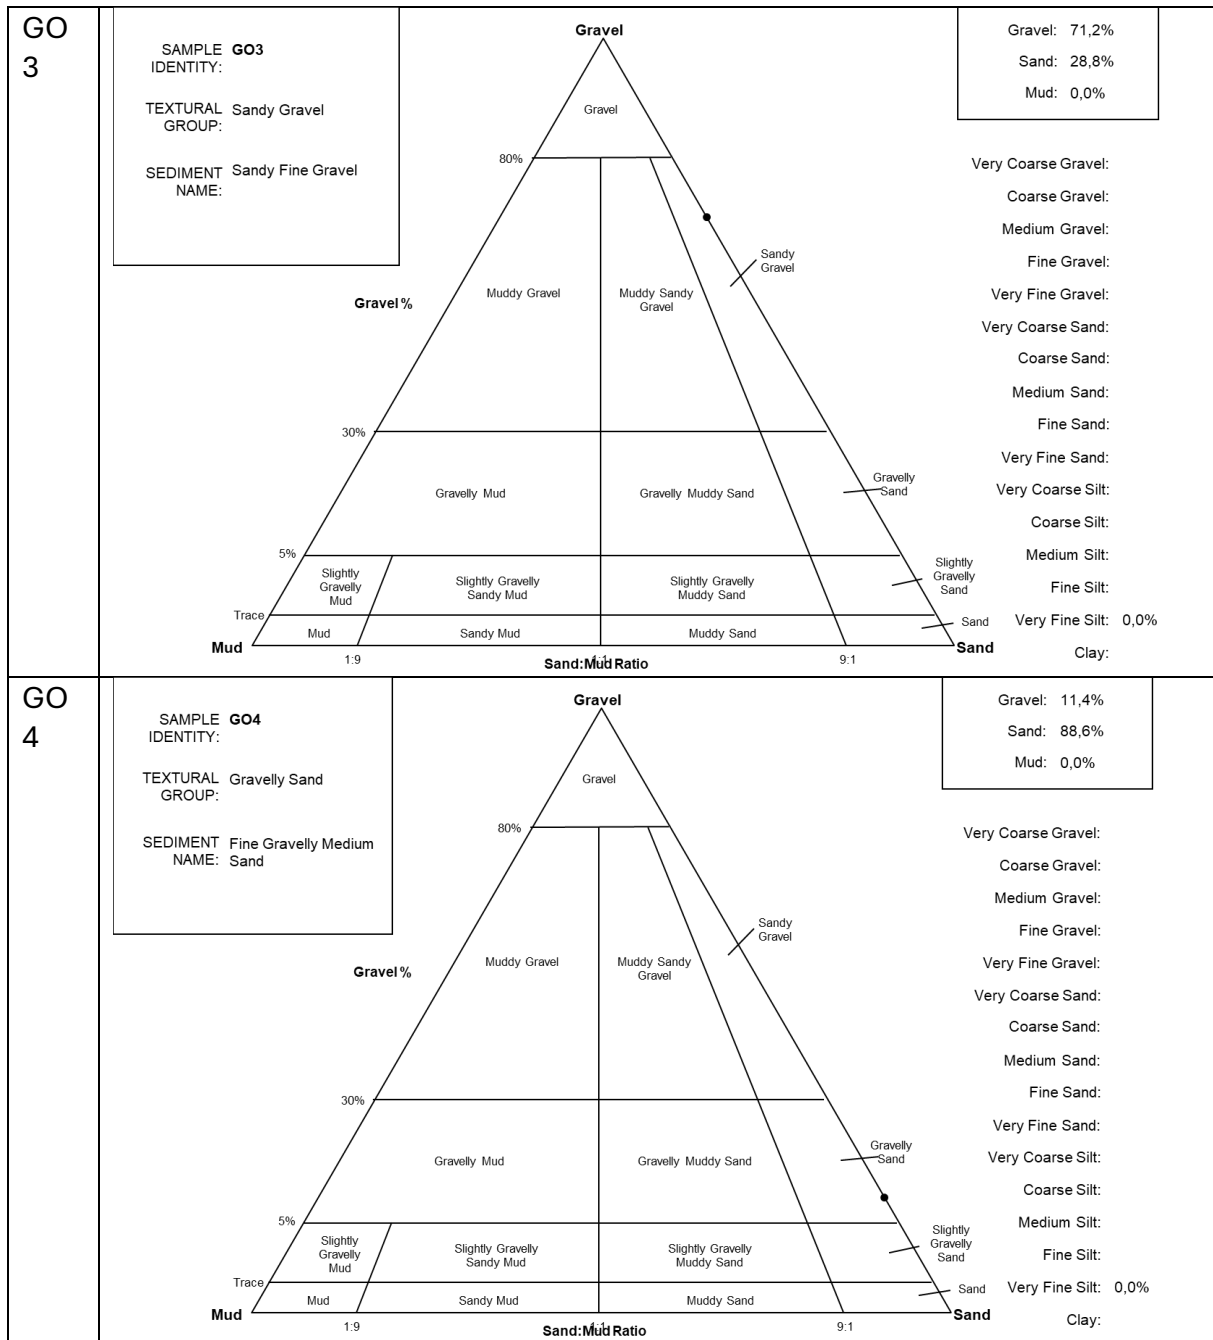 GO
3
SAMPLE IDENTITY: GO3
TEXTURAL GROUP: Sandy Gravel
SEDIMENT NAME: Sandy Fine Gravel
Gravel
Gravel
80%
Sandy
Gravel
Muddy Gravel
Muddy Sandy
Gravel
Gravel %
30%
Gravelly Mud
Gravelly Muddy Sand
Gravelly
Sand
5%
Slightly
Gravelly
Mud
Slightly Gravelly
Sandy Mud
Slightly Gravelly
Muddy Sand
Slightly
Gravelly
Sand
Trace
Mud
Sandy Mud
Muddy Sand
Sand
Mud
Sand
1:9
1:1
9:1
Sand:Mud Ratio
Gravel: 71,2%
Sand: 28,8%
Mud: 0,0%
Very Coarse Gravel:
Coarse Gravel:
Medium Gravel:
Fine Gravel:
Very Fine Gravel:
Very Coarse Sand:
Coarse Sand:
Medium Sand:
Fine Sand:
Very Fine Sand:
Very Coarse Silt:
Coarse Silt:
Medium Silt:
Fine Silt:
Very Fine Silt: 0,0%
Clay:
GO
4
SAMPLE IDENTITY: GO4
TEXTURAL GROUP: Gravelly Sand
SEDIMENT NAME: Fine Gravelly Medium Sand
Gravel
Gravel
80%
Sandy
Gravel
Muddy Gravel
Muddy Sandy
Gravel
Gravel %
30%
Gravelly Mud
Gravelly Muddy Sand
Gravelly
Sand
5%
Slightly
Gravelly
Mud
Slightly Gravelly
Sandy Mud
Slightly Gravelly
Muddy Sand
Slightly
Gravelly
Sand
Trace
Mud
Sandy Mud
Muddy Sand
Sand
Mud
Sand
1:9
1:1
9:1
Sand:Mud Ratio
Gravel: 11,4%
Sand: 88,6%
Mud: 0,0%
Very Coarse Gravel:
Coarse Gravel:
Medium Gravel:
Fine Gravel:
Very Fine Gravel:
Very Coarse Sand:
Coarse Sand:
Medium Sand:
Fine Sand:
Very Fine Sand:
Very Coarse Silt:
Coarse Silt:
Medium Silt:
Fine Silt:
Very Fine Silt: 0,0%
Clay: